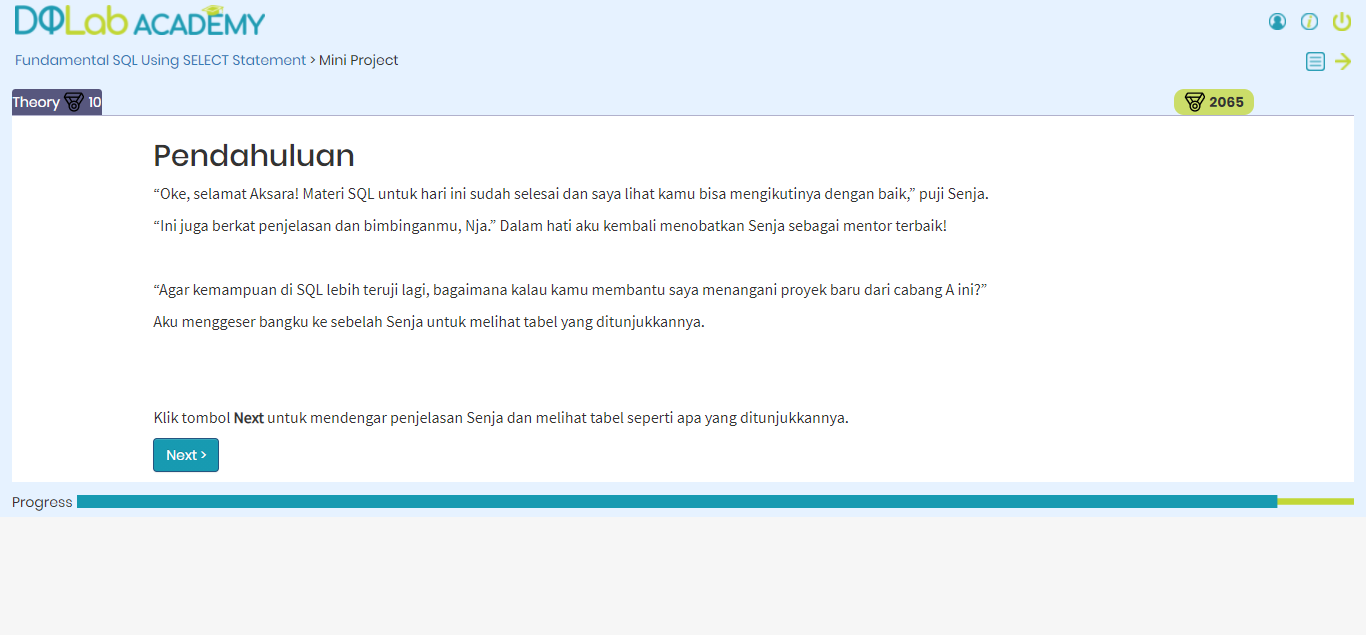 DQLab ACADEMY
Fundamental SQL Using SELECT Statement > Mini Project
Theory 10
2065
Pendahuluan
“Oke, selamat Aksara! Materi SQL untuk hari ini sudah selesai dan saya lihat kamu bisa mengikutinya dengan baik,” puji Senja.
“Ini juga berkat penjelasan dan bimbinganmu, Nja.” Dalam hati aku kembali menobatkan Senja sebagai mentor terbaik!
“Agar kemampuan di SQL lebih teruji lagi, bagaimana kalau kamu membantu saya menangani proyek baru dari cabang A ini?”
Aku menggeser bangku ke sebelah Senja untuk melihat tabel yang ditunjukkannya.
Klik tombol Next untuk mendengar penjelasan Senja dan melihat tabel seperti apa yang ditunjukkannya.
Next >
Progress